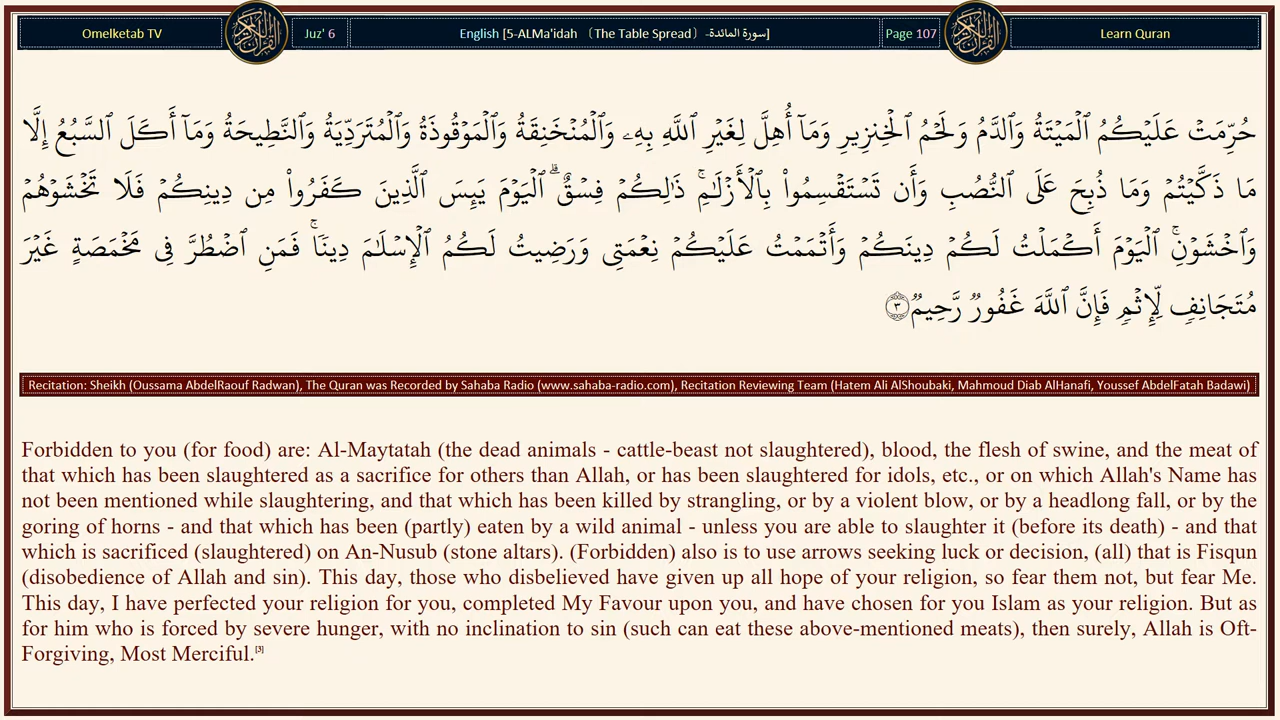 Omelketab TV
Juz' 6
English [5-ALMa'idah （The Table Spread）-سورة المائدة]
Page 107
Learn Quran
حُرِّمَتۡ عَلَيۡكُمُ ٱلۡمَيۡتَةُ وَٱلدَّمُ وَلَحۡمُ ٱلۡخِنزِيرِ وَمَآ أُهِلَّ لِغَيۡرِ ٱللَّهِ بِهِۦ وَٱلۡمُنۡخَنِقَةُ وَٱلۡمَوۡقُوذَةُ وَٱلۡمُتَرَدِّيَةُ وَٱلنَّطِيحَةُ وَمَآ أَكَلَ ٱلسَّبُعُ إِلَّا
مَا ذَكَّيۡتُمۡ وَمَا ذُبِحَ عَلَى ٱلنُّصُبِ وَأَن تَسۡتَقۡسِمُواْ بِٱلۡأَزۡلَٰمِۚ ذَٰلِكُمۡ فِسۡقٌۗ ٱلۡيَوۡمَ يَئِسَ ٱلَّذِينَ كَفَرُواْ مِن دِينِكُمۡ فَلَا تَخۡشَوۡهُمۡ
وَٱخۡشَوۡنِۚ ٱلۡيَوۡمَ أَكۡمَلۡتُ لَكُمۡ دِينَكُمۡ وَأَتۡمَمۡتُ عَلَيۡكُمۡ نِعۡمَتِي وَرَضِيتُ لَكُمُ ٱلۡإِسۡلَٰمَ دِينٗاۚ فَمَنِ ٱضۡطُرَّ فِي مَخۡمَصَةٍ غَيۡرَ
مُتَجَانِفٖ لِّإِثۡمٖ فَإِنَّ ٱللَّهَ غَفُورٞ رَّحِيمٞ ٣
Recitation: Sheikh (Oussama AbdelRaouf Radwan), The Quran was Recorded by Sahaba Radio (www.sahaba-radio.com), Recitation Reviewing Team (Hatem Ali AlShoubaki, Mahmoud Diab AlHanafi, Youssef AbdelFatah Badawi)
Forbidden to you (for food) are: Al-Maytatah (the dead animals - cattle-beast not slaughtered), blood, the flesh of swine, and the meat of
that which has been slaughtered as a sacrifice for others than Allah, or has been slaughtered for idols, etc., or on which Allah's Name has
not been mentioned while slaughtering, and that which has been killed by strangling, or by a violent blow, or by a headlong fall, or by the
goring of horns - and that which has been (partly) eaten by a wild animal - unless you are able to slaughter it (before its death) - and that
which is sacrificed (slaughtered) on An-Nusub (stone altars). (Forbidden) also is to use arrows seeking luck or decision, (all) that is Fisqun
(disobedience of Allah and sin). This day, those who disbelieved have given up all hope of your religion, so fear them not, but fear Me.
This day, I have perfected your religion for you, completed My Favour upon you, and have chosen for you Islam as your religion. But as
for him who is forced by severe hunger, with no inclination to sin (such can eat these above-mentioned meats), then surely, Allah is Oft-
Forgiving, Most Merciful.[3]